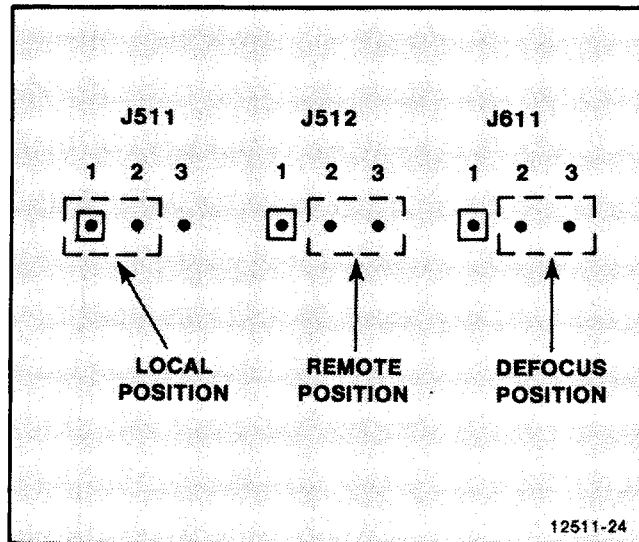 J511 J512 J611
1 2 3 1 2 3 1 2 3
LOCAL POSITION
REMOTE POSITION
DEFOCUS POSITION
12511-24